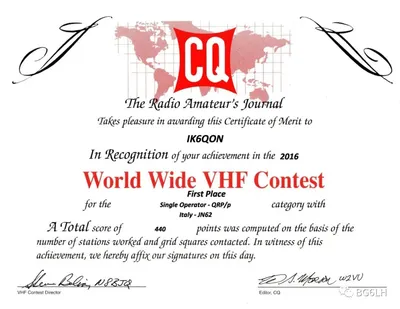 CQ
The Radio Amateur's Journal
Takes pleasure in awarding this Certificate of Merit to
IK6QON
In Recognition of your achievement in the 2016
World Wide VHF Contest
First Place
for the Single Operator - QRP/p category with
Italy - JN62
A Total score of 440 points was computed on the basis of the
number of stations worked and grid squares contacted. In witness of this
achievement, we hereby affix our signatures on this day.
N8BJQ
W2VU
VHF Contest Director
Editor, CQ
BG6LH